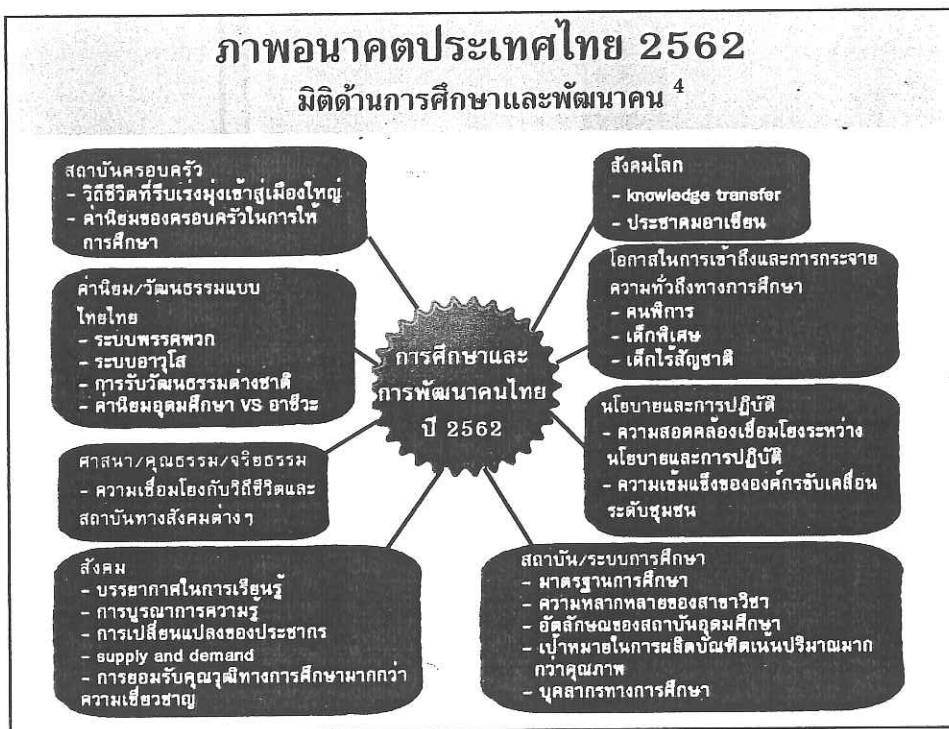 ภาพอนาคตประเทศไทย 2562
มิติด้านการศึกษาและพัฒนาคน 4
สถาบันครอบครัว
- วิถีชีวิตที่รีบเร่งมุ่งเข้าสู่เมืองใหญ่
- ค่านิยมของครอบครัวในการให้
การศึกษา
ค่านิยม/วัฒนธรรมแบบ
ไทยไทย
- ระบบพรรคพวก
- ระบบอาวุโส
- การรับวัฒนธรรมต่างชาติ
- ค่านิยมอุดมศึกษา VS อาชีวะ
ศาสนา/คุณธรรม/จริยธรรม
- ความเชื่อมโยงกับวิถีชีวิตและ
สถาบันทางสังคมต่างๆ
สังคม
- บรรยากาศในการเรียนรู้
- การบูรณาการความรู้
- การเปลี่ยนแปลงของประชากร
- supply and demand
- การยอมรับคุณวุฒิทางการศึกษามากกว่า
ความเชี่ยวชาญ
การศึกษาและ
การพัฒนาคนไทย
ปี 2562
สังคมโลก
- knowledge transfer
- ประชาคมอาเซียน
โอกาสในการเข้าถึงและการกระจาย
ความทั่วถึงทางการศึกษา
- คนพิการ
- เด็กพิเศษ
- เด็กไร้สัญชาติ
นโยบายและการปฏิบัติ
- ความสอดคล้องเชื่อมโยงระหว่าง
นโยบายและการปฏิบัติ
- ความเข้มแข็งขององค์กรขับเคลื่อน
ระดับชุมชน
สถาบัน/ระบบการศึกษา
- มาตรฐานการศึกษา
- ความหลากหลายของสาขาวิชา
- อัตลักษณของสถาบันอุดมศึกษา
- เป้าหมายในการผลิตบัณฑิตเน้นปริมาณมาก
กว่าคุณภาพ
- บุคลากรทางการศึกษา